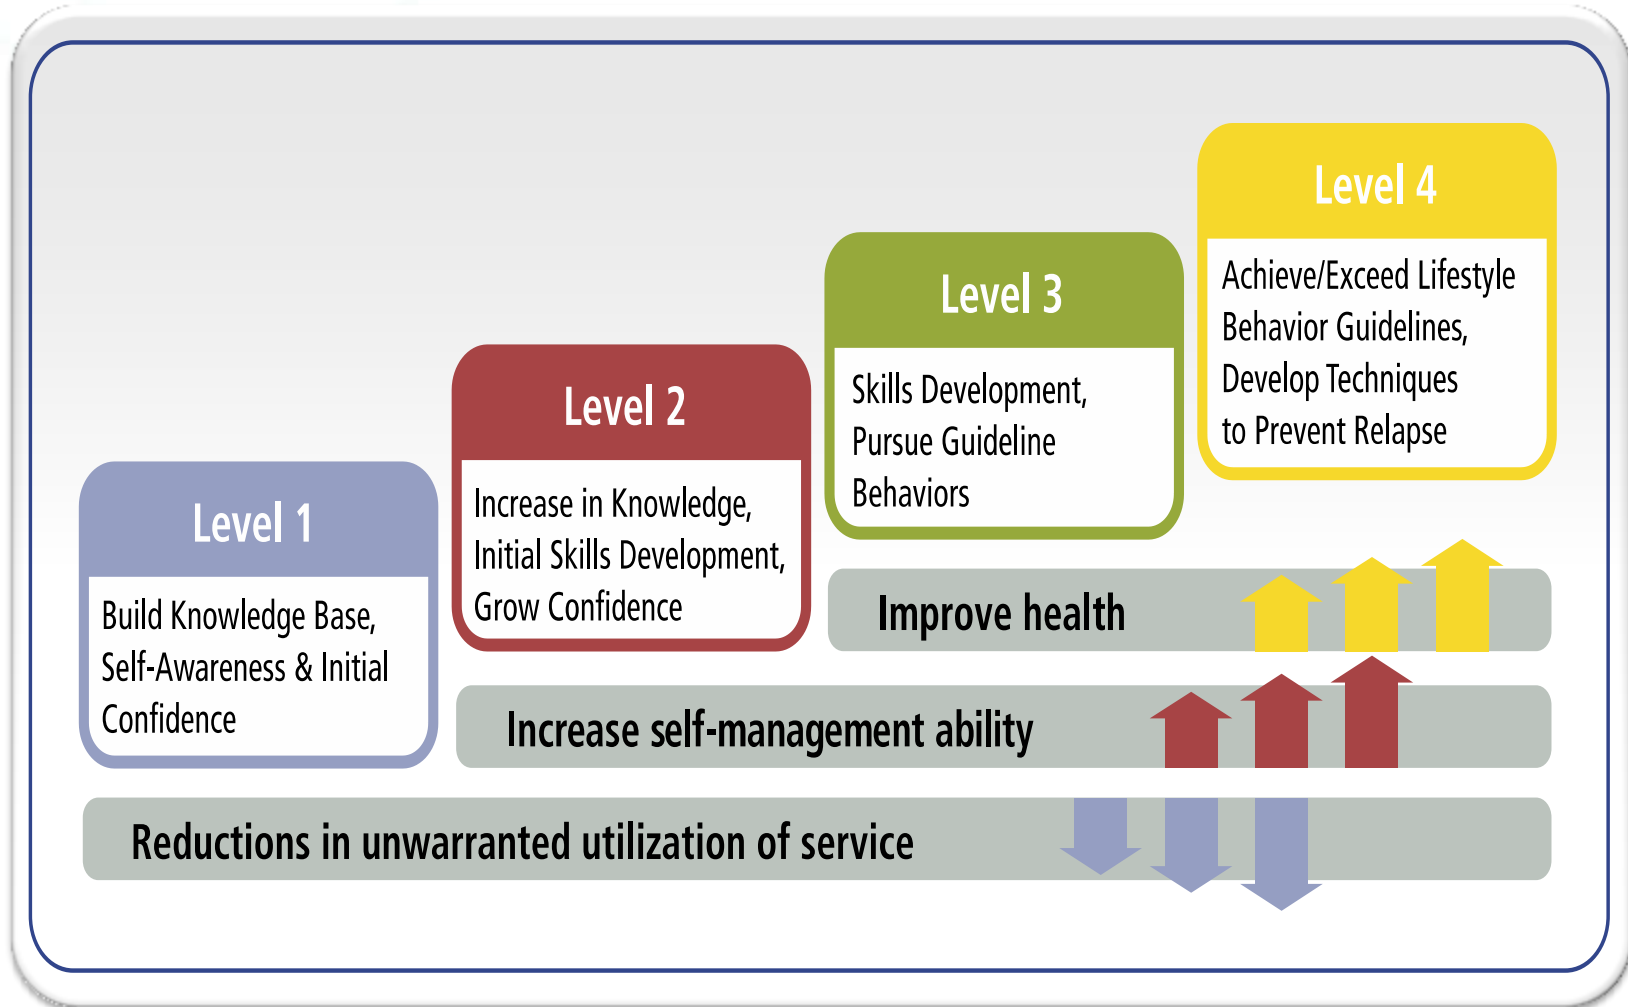 Level 1
Build Knowledge Base,
Self-Awareness & Initial
Confidence
Level 2
Increase in Knowledge,
Initial Skills Development,
Grow Confidence
Level 3
Skills Development,
Pursue Guideline
Behaviors
Level 4
Achieve/Exceed Lifestyle
Behavior Guidelines,
Develop Techniques
to Prevent Relapse
Improve health
Increase self-management ability
Reductions in unwarranted utilization of service